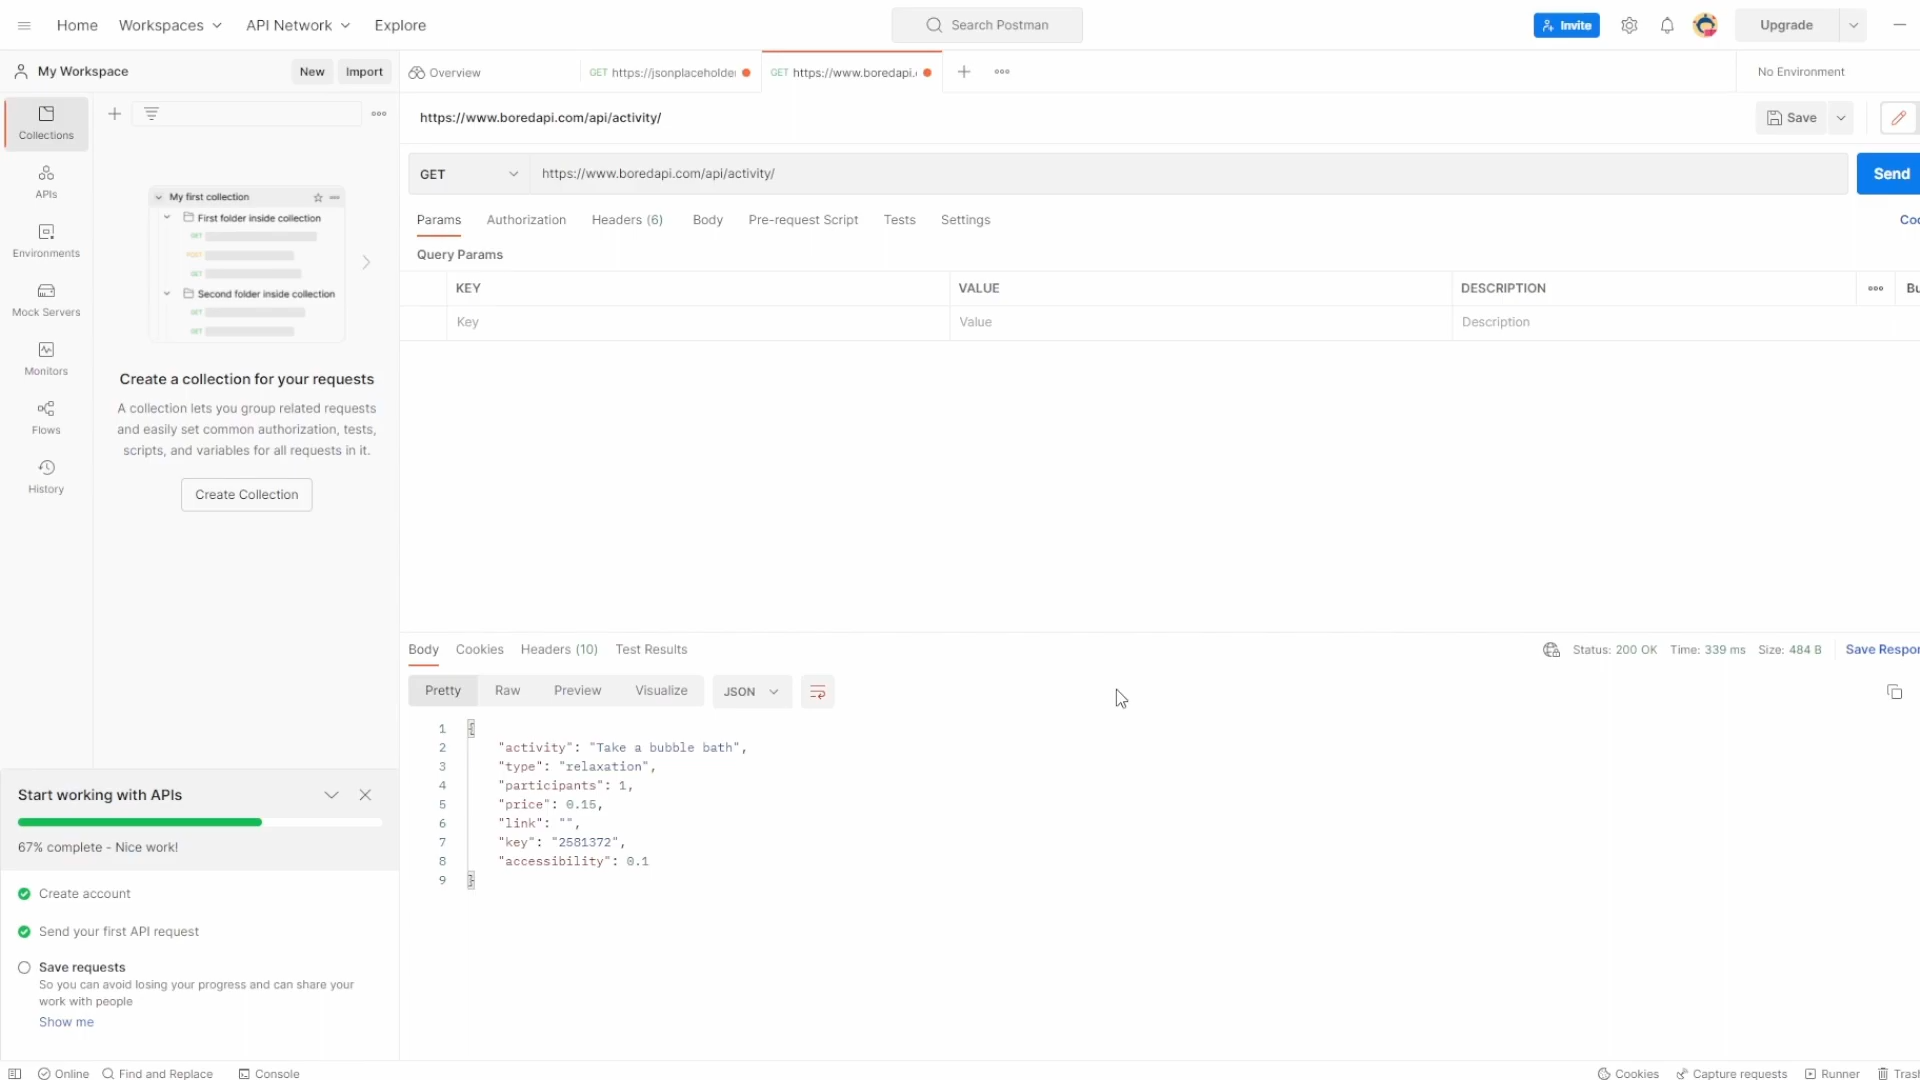 Home Workspaces API Network Explore Search Postman Invite Upgrade
My Workspace New Import Overview GET https://jsonplaceholde GET https://www.boredapi. No Environment
https://www.boredapi.com/api/activity/ Save
GET https://www.boredapi.com/api/activity/ Send
Params Authorization Headers (6) Body Pre-request Script Tests Settings
Query Params
KEY VALUE DESCRIPTION
Key Value Description
Collections
APIs
Environments
Mock Servers
Monitors
Flows
History
My first collection
First folder inside collection
GET
POST
GET
Second folder inside collection
GET
GET
Create a collection for your requests
A collection lets you group related requests
and easily set common authorization, tests,
scripts, and variables for all requests in it.
Create Collection
Body Cookies Headers (10) Test Results Status: 200 OK Time: 339 ms Size: 484 B Save Respon
Pretty Raw Preview Visualize JSON
1 {
2 "activity": "Take a bubble bath",
3 "type": "relaxation",
4 "participants": 1,
5 "price": 0.15,
6 "link": "",
7 "key": "2581372",
8 "accessibility": 0.1
9 }
Start working with APIs
67% complete - Nice work!
Create account
Send your first API request
Save requests
So you can avoid losing your progress and can share your
work with people
Show me
Online Find and Replace Console Cookies Capture requests Runner Trash